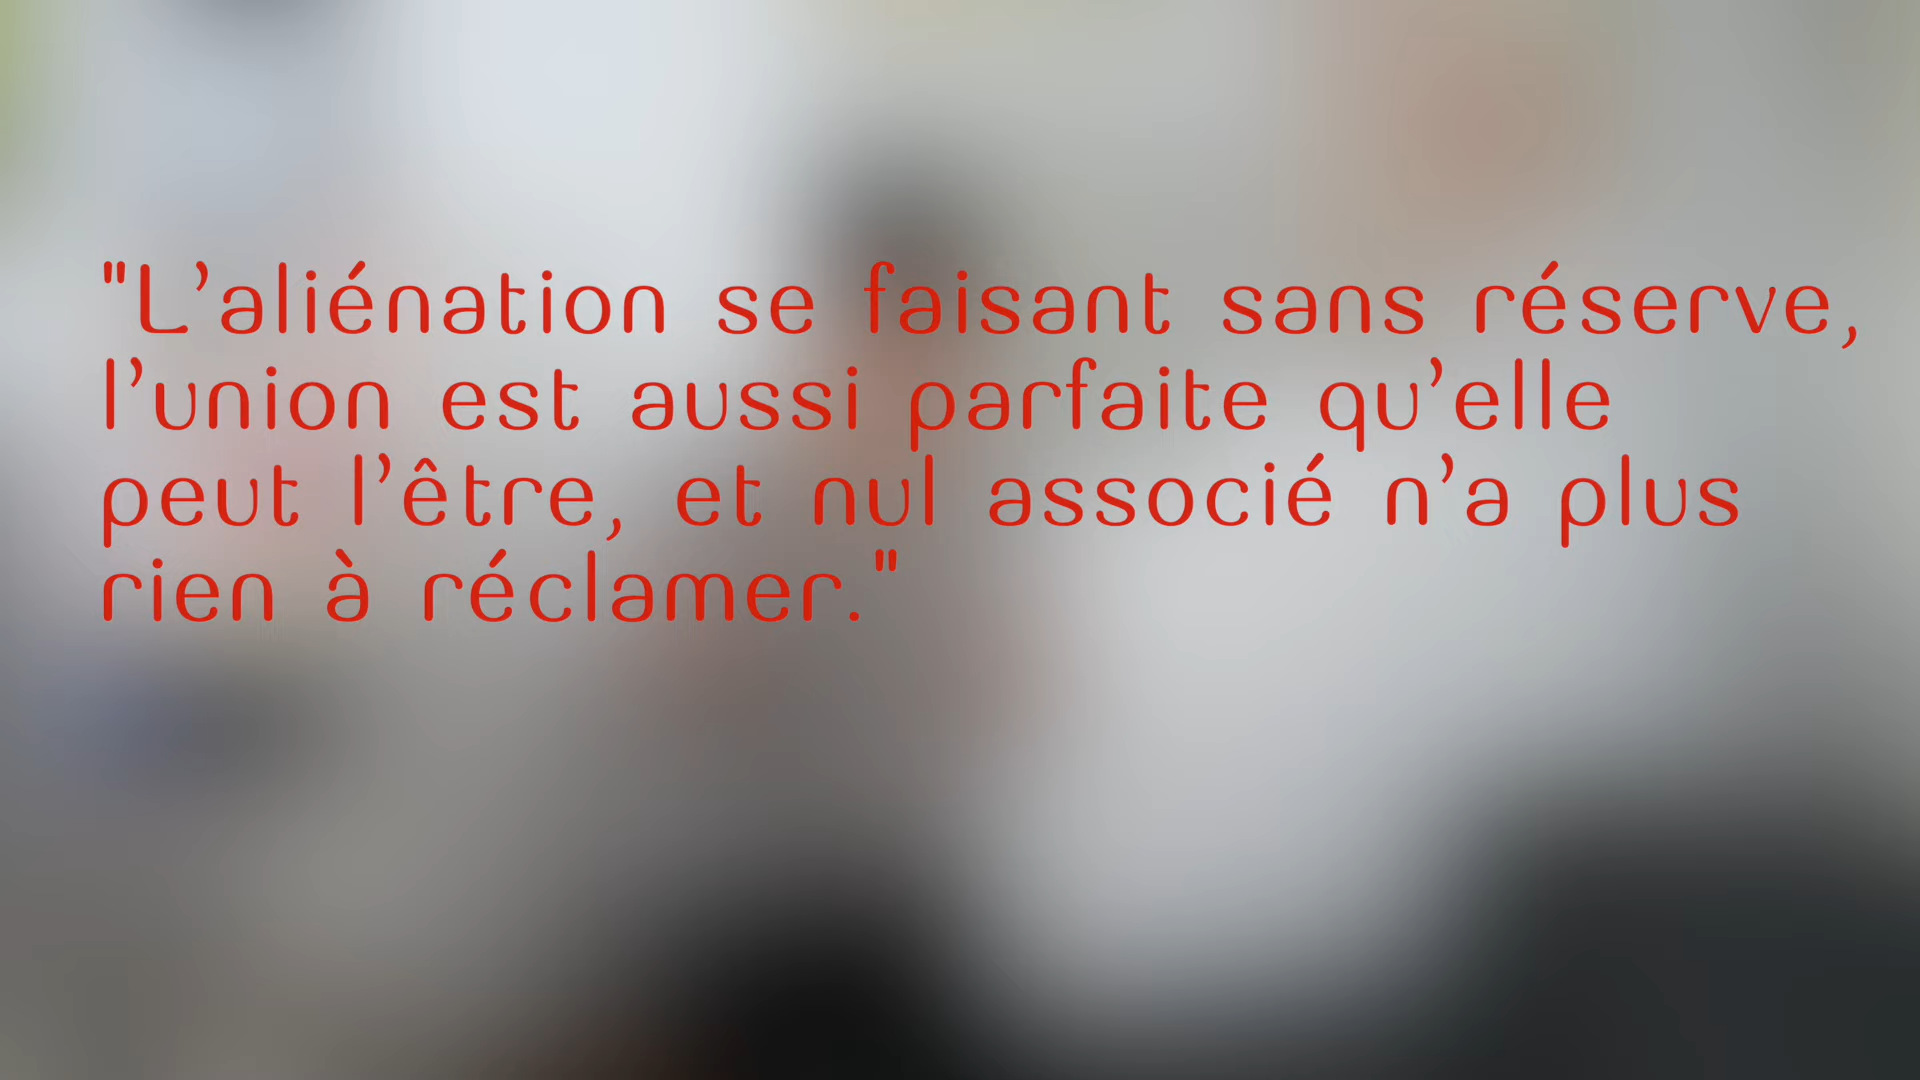 "L’aliénation se faisant sans réserve,
l’union est aussi parfaite qu’elle
peut l’être, et nul associé n’a plus
rien à réclamer."